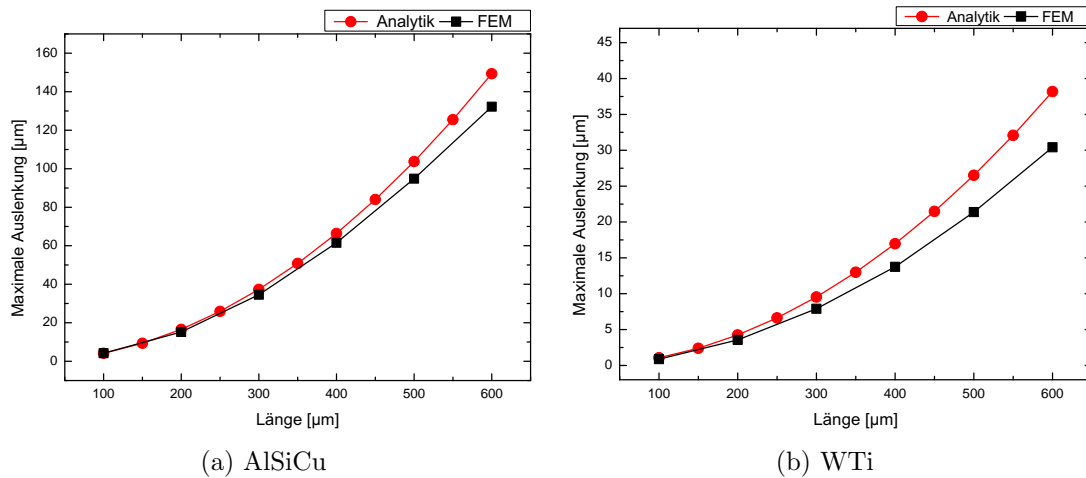 Analytik FEM
Maximale Auslenkung [µm]
160
140
120
100
80
60
40
20
0
100 200 300 400 500 600
Länge [µm]
(a) AlSiCu
Analytik FEM
Maximale Auslenkung [µm]
45
40
35
30
25
20
15
10
5
0
100 200 300 400 500 600
Länge [µm]
(b) WTi